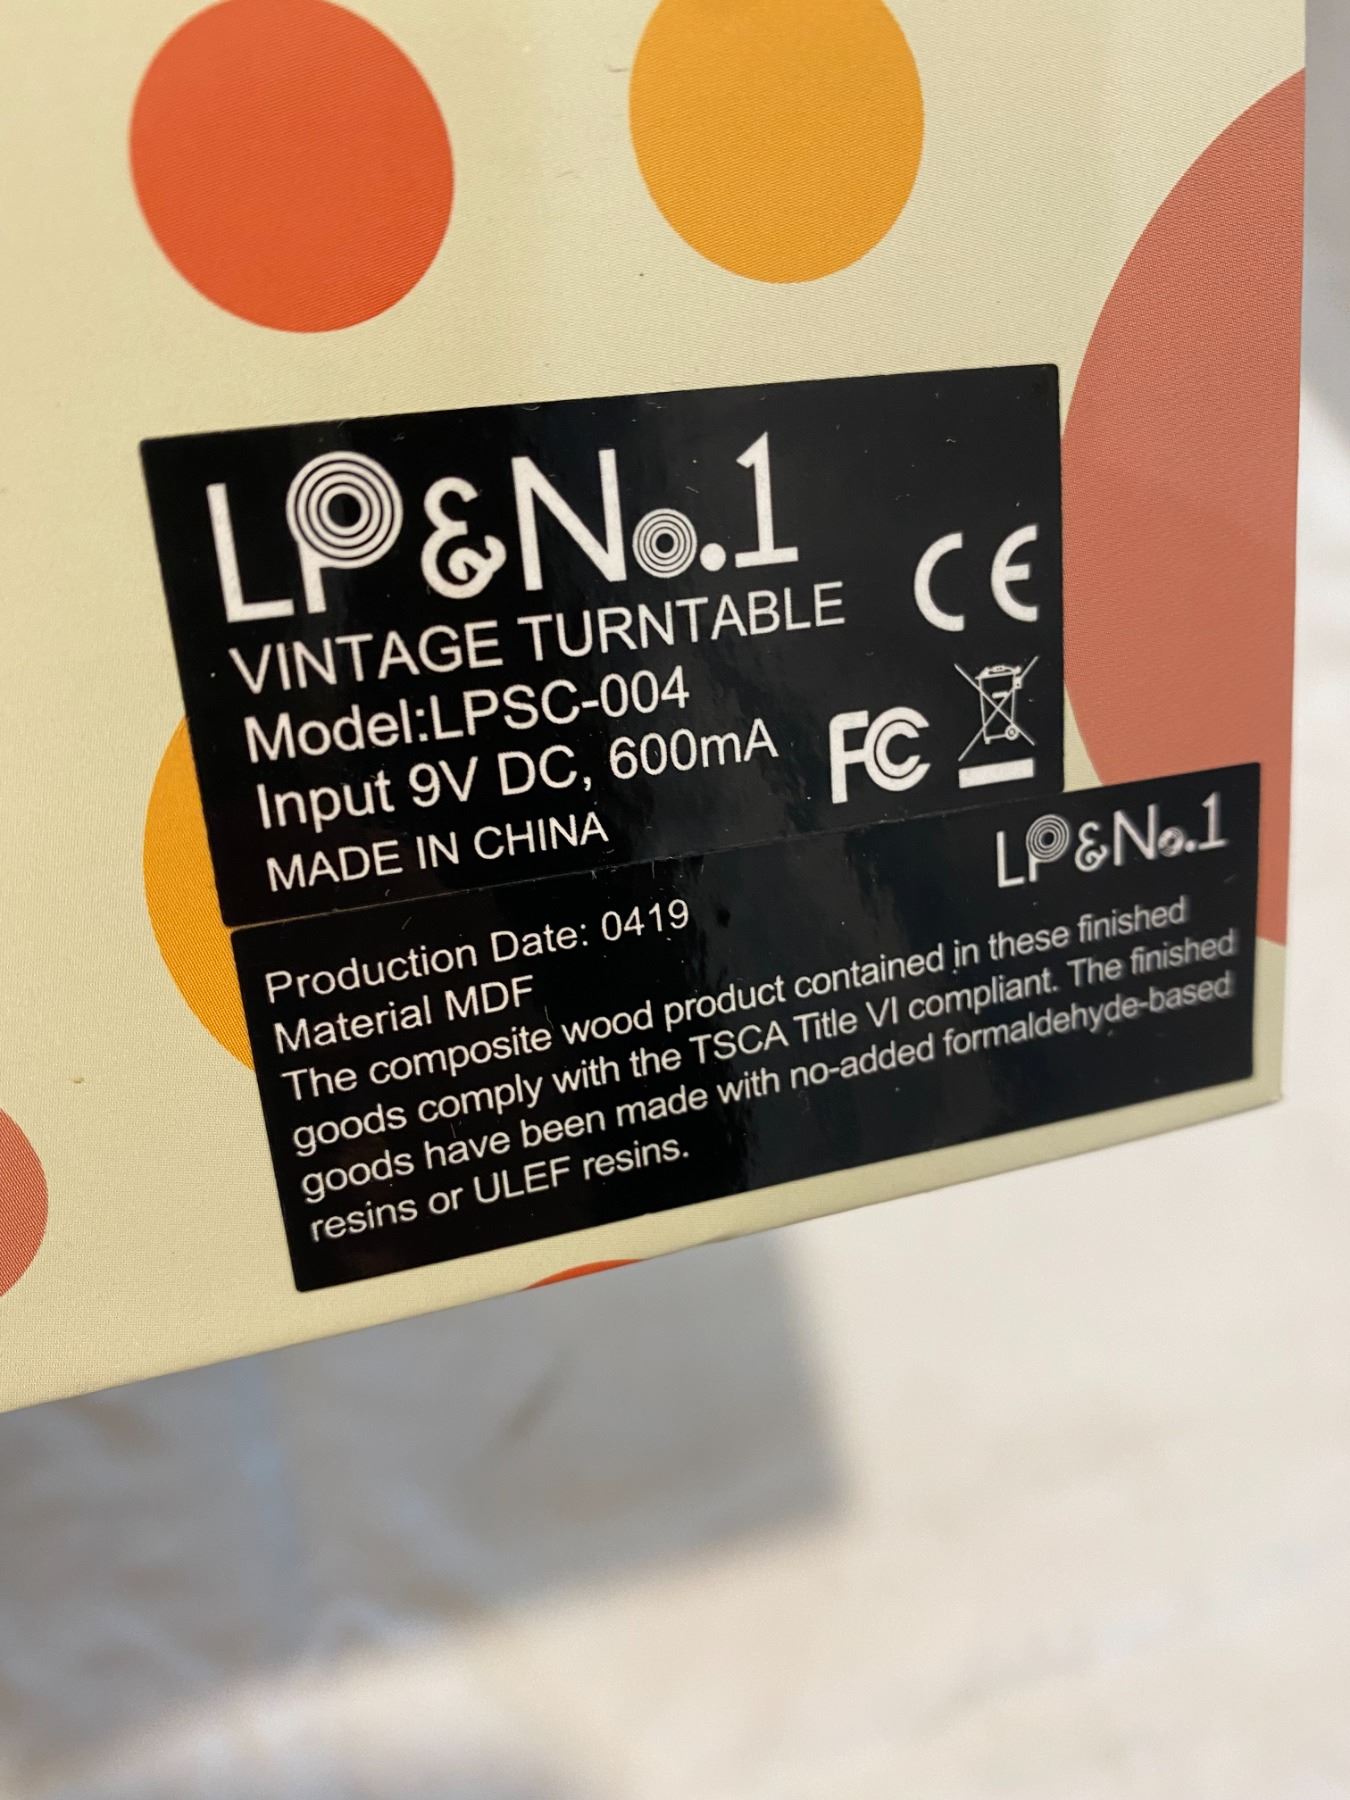 LP&No.1
VINTAGE TURNTABLE
Model:LPSC-004
Input 9V DC, 600mA
MADE IN CHINA
CE
FC
LP&No.1
Production Date: 0419
Material MDF
The composite wood product contained in these finished
goods comply with the TSCA Title VI compliant. The finished
goods have been made with no-added formaldehyde-based
resins or ULEF resins.